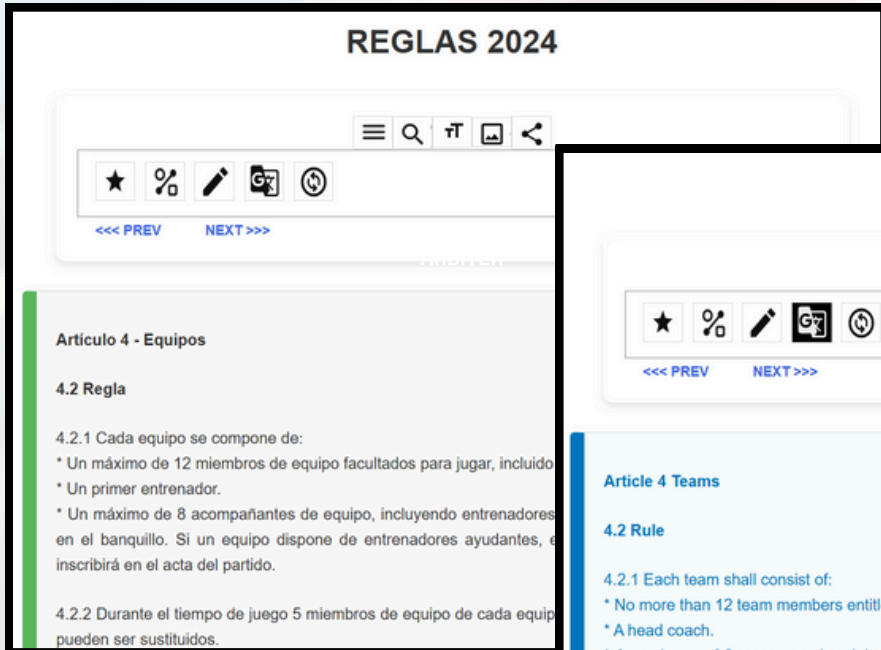 REGLAS 2024
<<< PREV NEXT >>>
Artículo 4 - Equipos
4.2 Regla
4.2.1 Cada equipo se compone de:
* Un máximo de 12 miembros de equipo facultados para jugar, incluido
* Un primer entrenador.
* Un máximo de 8 acompañantes de equipo, incluyendo entrenadores
en el banquillo. Si un equipo dispone de entrenadores ayudantes, e
inscribirá en el acta del partido.
4.2.2 Durante el tiempo de juego 5 miembros de equipo de cada equip
pueden ser sustituidos.
<<< PREV NEXT >>>
Article 4 Teams
4.2 Rule
4.2.1 Each team shall consist of:
* No more than 12 team members entitl
* A head coach.